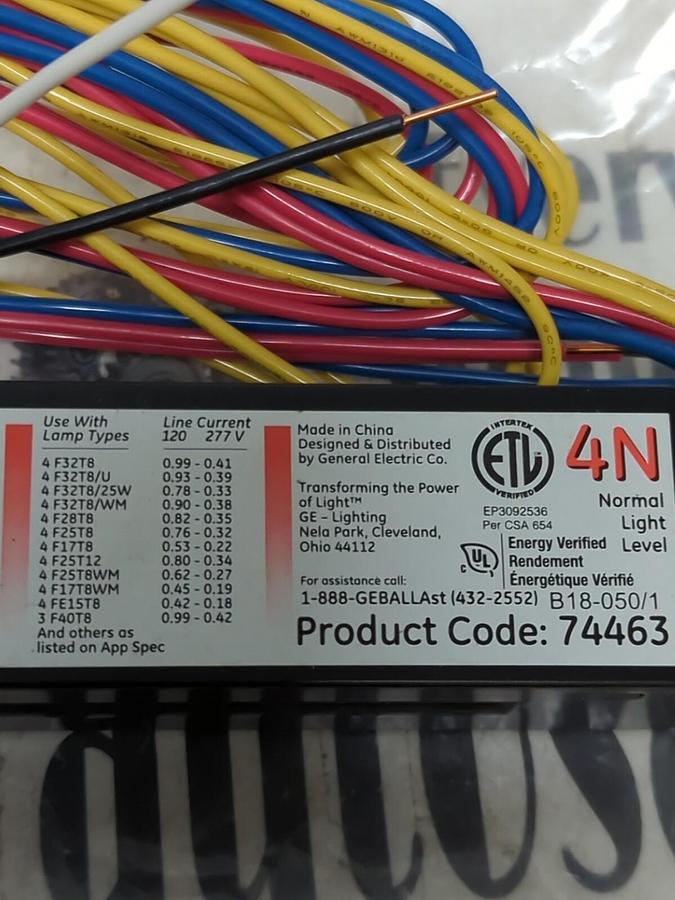 Use With
Lamp Types
Line Current
120 277 V
4 F32T8 0.99 - 0.41
4 F32T8/U 0.93 - 0.39
4 F32T8/25W 0.78 - 0.33
4 F32T8/WM 0.90 - 0.38
4 F28T8 0.82 - 0.35
4 F25T8 0.76 - 0.32
4 F17T8 0.53 - 0.22
4 F25T12 0.80 - 0.34
4 F25T8WM 0.62 - 0.27
4 F17T8WM 0.45 - 0.19
4 FE15T8 0.42 - 0.18
3 F40T8 0.99 - 0.42
And others as
listed on App Spec
Made in China
Designed & Distributed
by General Electric Co.
Transforming the Power
of Light™
GE – Lighting
Nela Park, Cleveland,
Ohio 44112
For assistance call:
1-888-GEBALLAst (432-2552)
Product Code: 74463
INTERTEK
ETL
VERIFIED
EP3092536
Per CSA 654
C UL
Energy Verified
Rendement
Énergétique Vérifié
4N
Normal
Light
Level
B18-050/1
AWM1452
105°C
600V